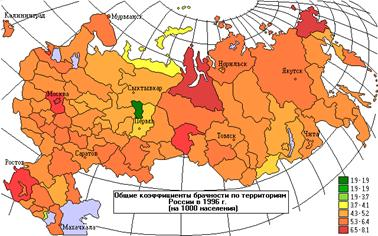 Калининград
Мурманск
Норильск
Якутск
Сыктывкар
Москва
Пермь
Томск
Чита
Саратов
Ростов
Махачкала
Общие коэффициенты брачности по территориям
России в 1996 г.
(на 1000 населения)
19 - 19
19 - 19
19 - 37
37 - 41
43 - 52
53 - 64
65 - 81